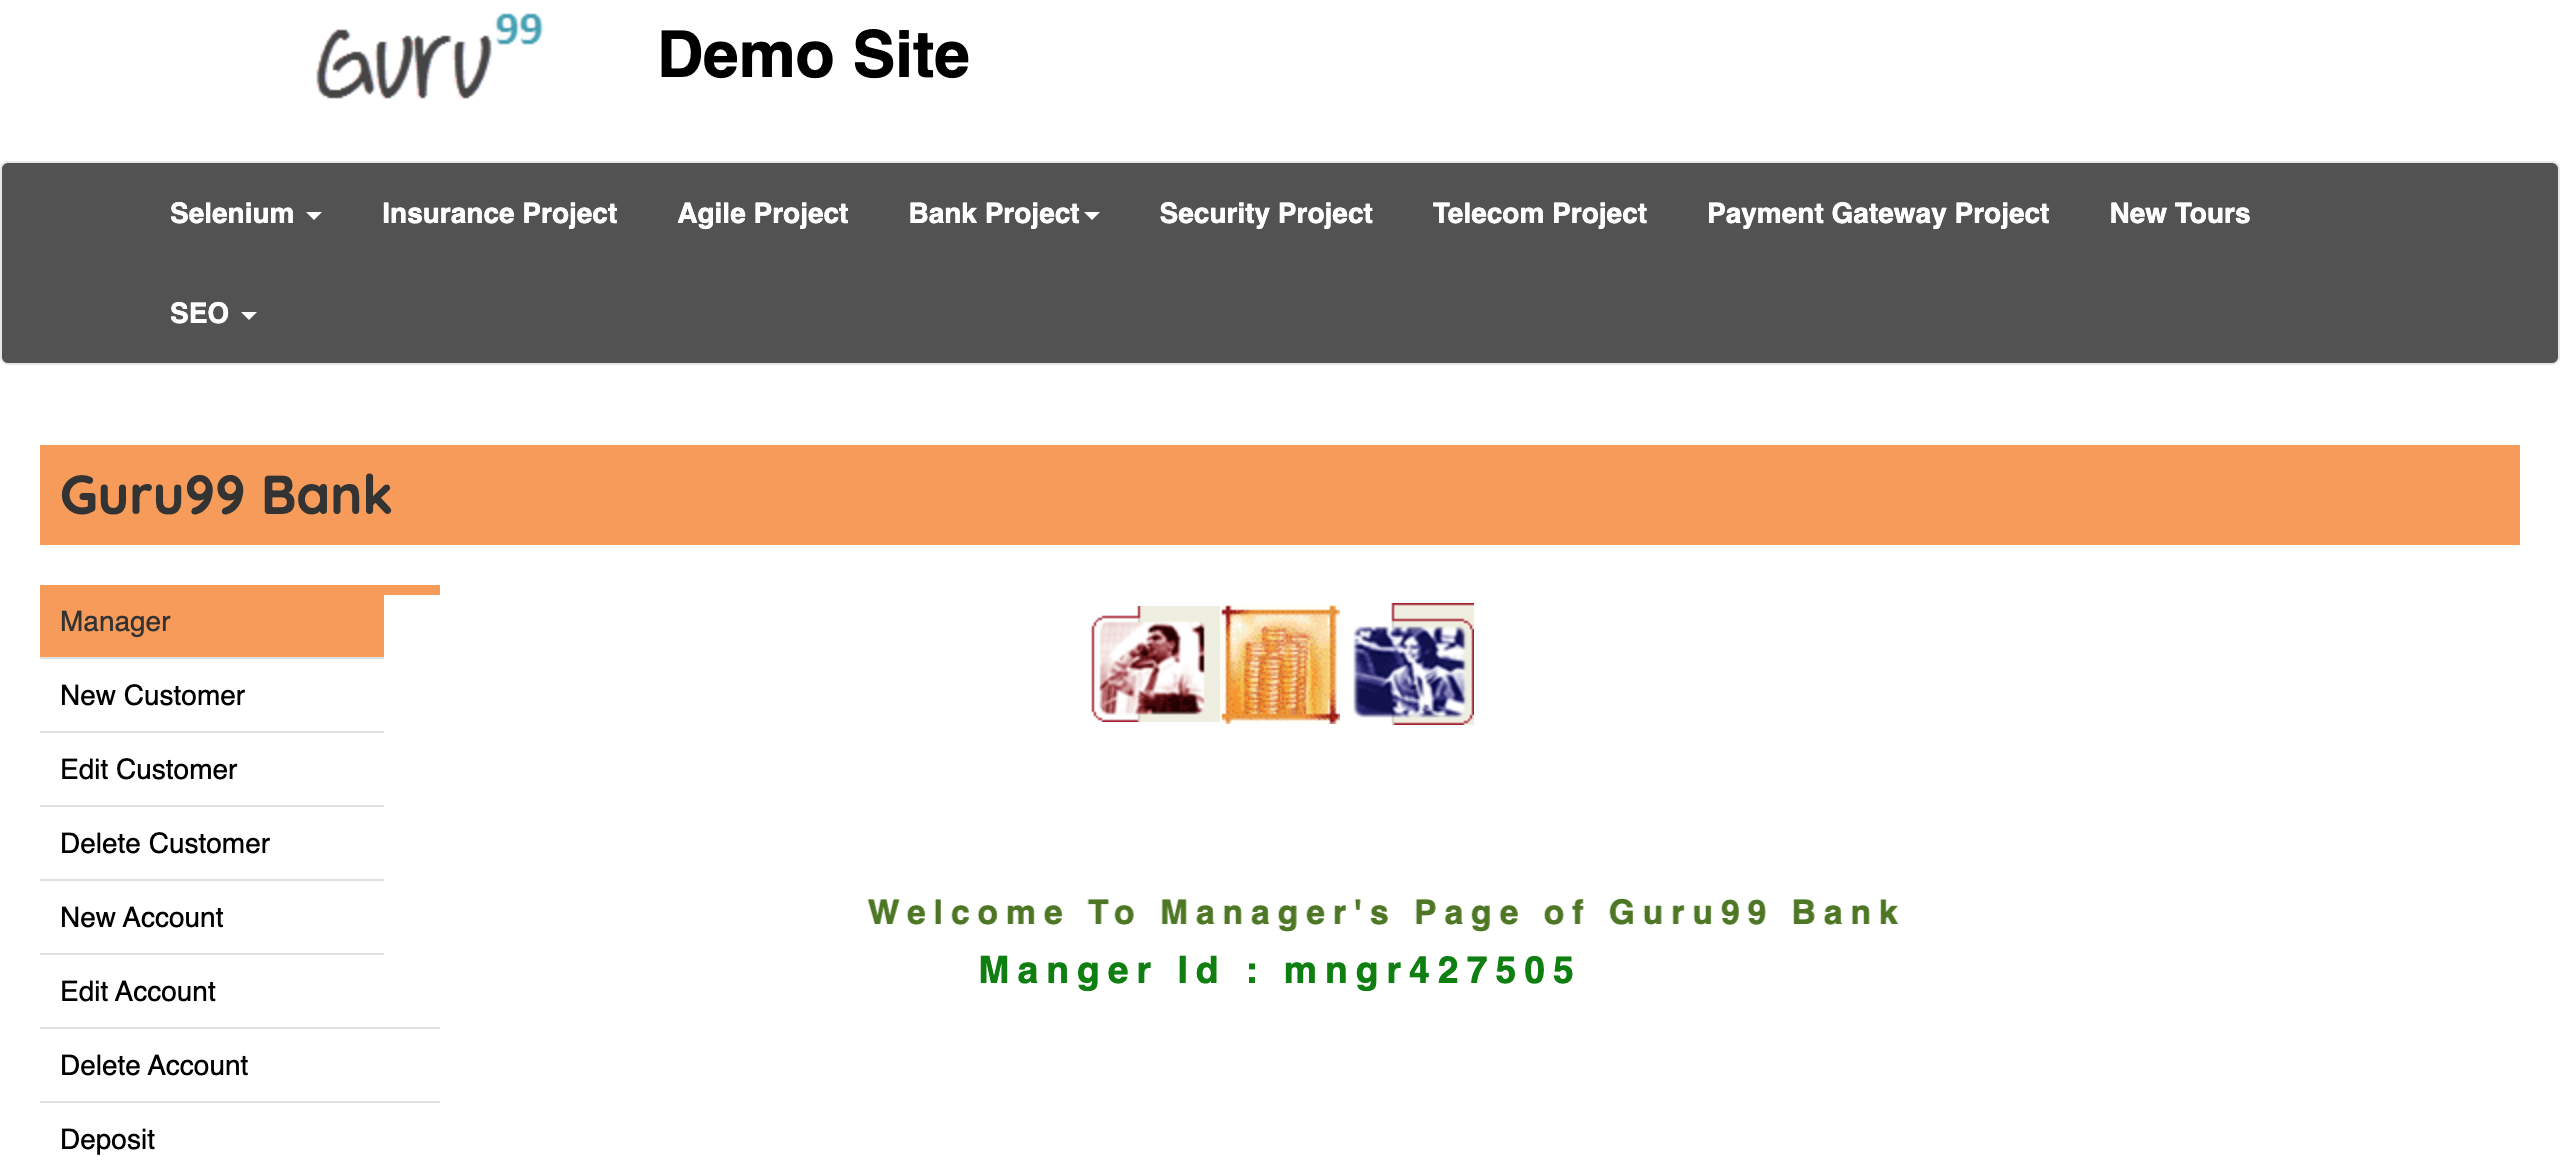 Guru99
Demo Site
Selenium
Insurance Project
Agile Project
Bank Project
Security Project
Telecom Project
Payment Gateway Project
New Tours
SEO
Guru99 Bank
Manager
New Customer
Edit Customer
Delete Customer
New Account
Edit Account
Delete Account
Deposit
Welcome To Manager's Page of Guru99 Bank
Manger Id : mngr427505